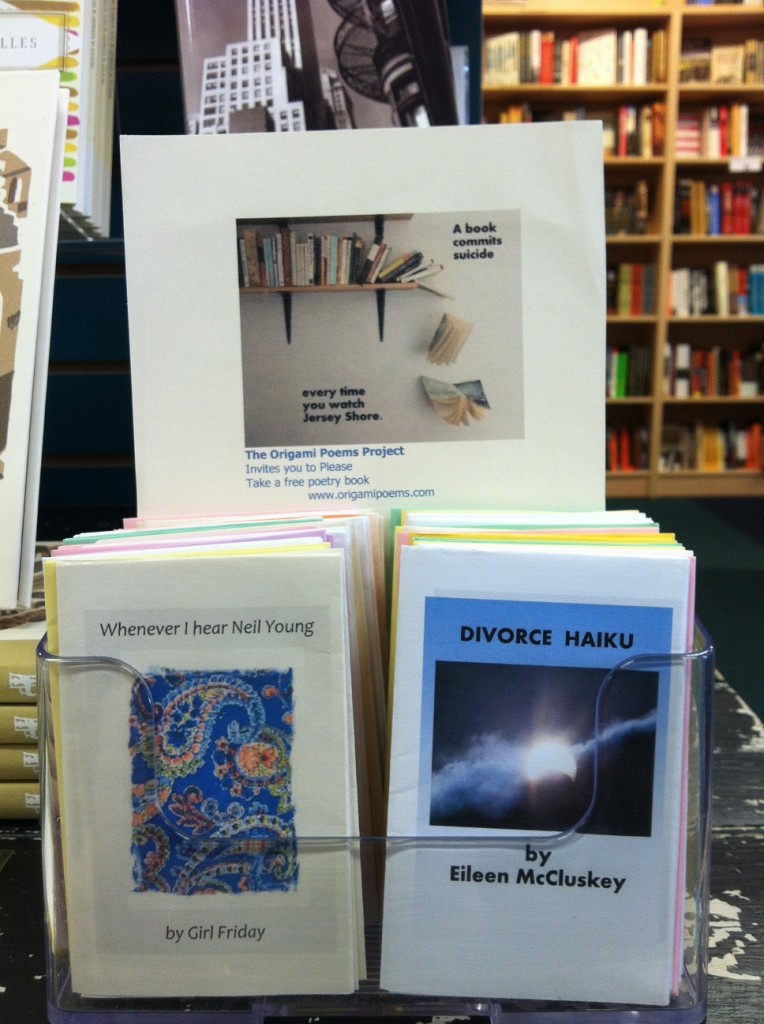 LLES
A book
commits
suicide
every time
you watch
Jersey Shore.
The Origami Poems Project
Invites you to Please
Take a free poetry book
www.origamipoems.com
Whenever I hear Neil Young
by Girl Friday
DIVORCE HAIKU
by
Eileen McCluskey